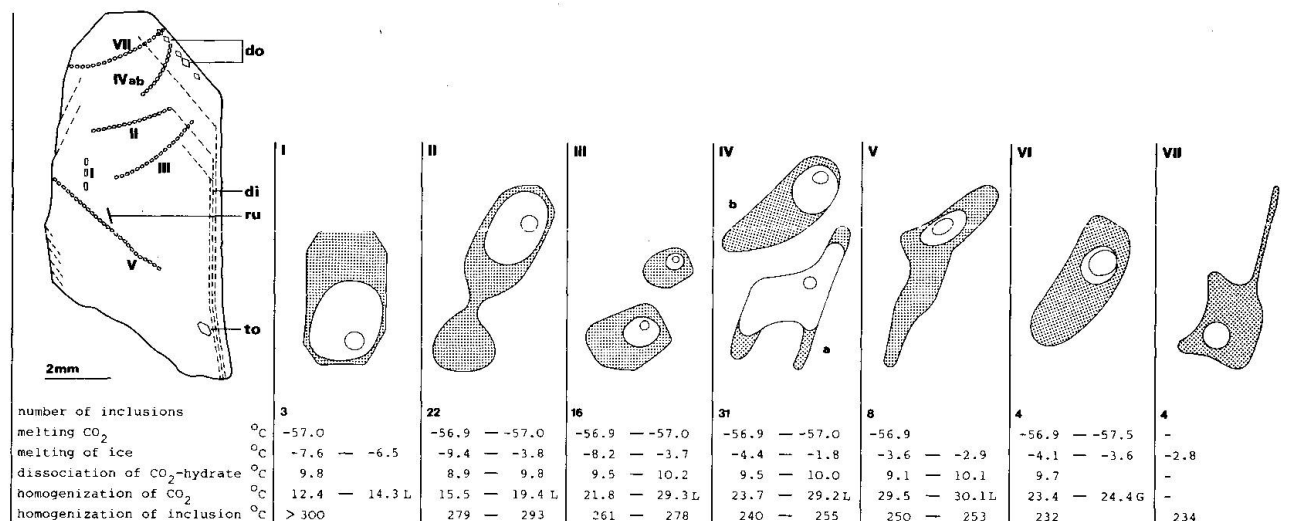 VII
do
IVab
II
III
I
di
ru
V
to
2mm
I II III IV V VI VII
b
a
number of inclusions 3 22 16 31 8 4 4
melting CO2 °C -57.0 -56.9 — -57.0 -56.9 — -57.0 -56.9 — -57.0 -56.9 -56.9 — -57.5 -
melting of ice °C -7.6 — -6.5 -9.4 — -3.8 -8.2 — -3.7 -4.4 — -1.8 -3.6 — -2.9 -4.1 — -3.6 -2.8
dissociation of CO2-hydrate °C 9.8 8.9 — 9.8 9.5 — 10.2 9.5 — 10.0 9.1 — 10.1 9.7 -
homogenization of CO2 °C 12.4 — 14.3 L 15.5 — 19.4 L 21.8 — 29.3 L 23.7 — 29.2 L 29.5 — 30.1 L 23.4 — 24.4 G -
homogenization of inclusion °C > 300 279 — 293 261 — 278 240 — 255 250 — 253 232 234